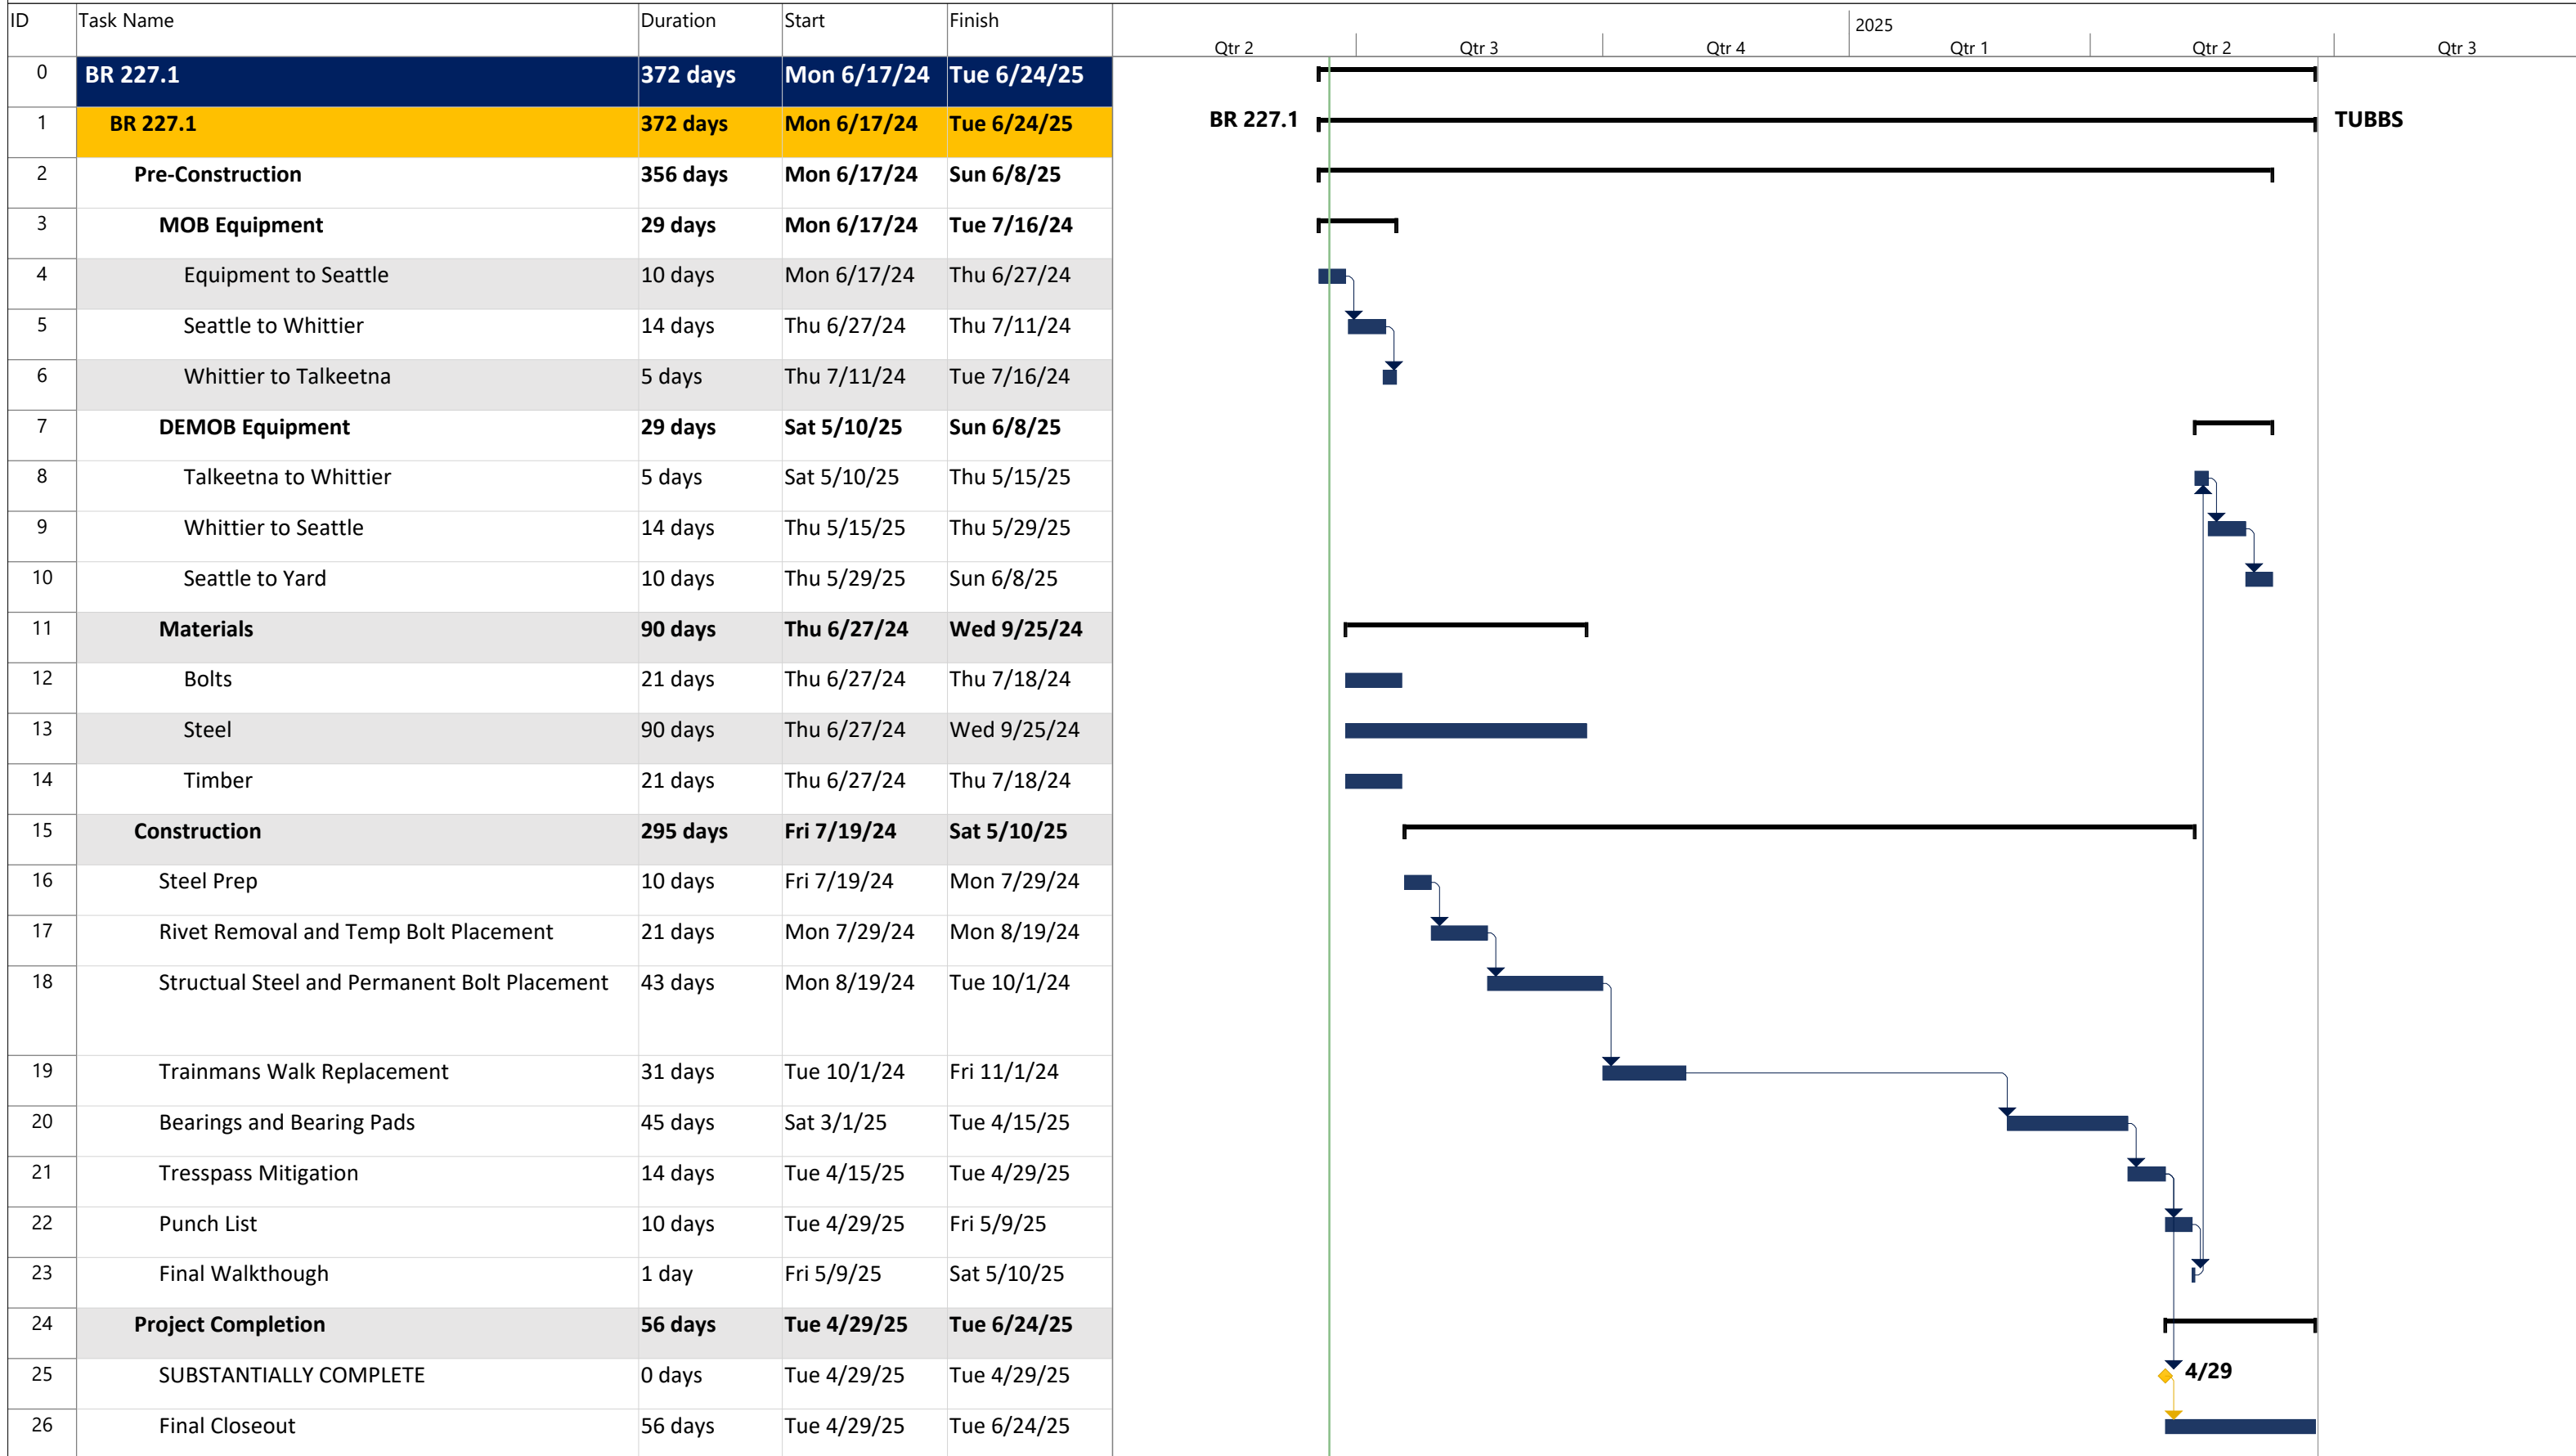 ID Task Name Duration Start Finish
2025
Qtr 2 Qtr 3 Qtr 4 Qtr 1 Qtr 2 Qtr 3
0 BR 227.1 372 days Mon 6/17/24 Tue 6/24/25
1 BR 227.1 372 days Mon 6/17/24 Tue 6/24/25 BR 227.1 TUBBS
2 Pre-Construction 356 days Mon 6/17/24 Sun 6/8/25
3 MOB Equipment 29 days Mon 6/17/24 Tue 7/16/24
4 Equipment to Seattle 10 days Mon 6/17/24 Thu 6/27/24
5 Seattle to Whittier 14 days Thu 6/27/24 Thu 7/11/24
6 Whittier to Talkeetna 5 days Thu 7/11/24 Tue 7/16/24
7 DEMOB Equipment 29 days Sat 5/10/25 Sun 6/8/25
8 Talkeetna to Whittier 5 days Sat 5/10/25 Thu 5/15/25
9 Whittier to Seattle 14 days Thu 5/15/25 Thu 5/29/25
10 Seattle to Yard 10 days Thu 5/29/25 Sun 6/8/25
11 Materials 90 days Thu 6/27/24 Wed 9/25/24
12 Bolts 21 days Thu 6/27/24 Thu 7/18/24
13 Steel 90 days Thu 6/27/24 Wed 9/25/24
14 Timber 21 days Thu 6/27/24 Thu 7/18/24
15 Construction 295 days Fri 7/19/24 Sat 5/10/25
16 Steel Prep 10 days Fri 7/19/24 Mon 7/29/24
17 Rivet Removal and Temp Bolt Placement 21 days Mon 7/29/24 Mon 8/19/24
18 Structual Steel and Permanent Bolt Placement 43 days Mon 8/19/24 Tue 10/1/24
19 Trainmans Walk Replacement 31 days Tue 10/1/24 Fri 11/1/24
20 Bearings and Bearing Pads 45 days Sat 3/1/25 Tue 4/15/25
21 Tresspass Mitigation 14 days Tue 4/15/25 Tue 4/29/25
22 Punch List 10 days Tue 4/29/25 Fri 5/9/25
23 Final Walkthough 1 day Fri 5/9/25 Sat 5/10/25
24 Project Completion 56 days Tue 4/29/25 Tue 6/24/25
25 SUBSTANTIALLY COMPLETE 0 days Tue 4/29/25 Tue 4/29/25 4/29
26 Final Closeout 56 days Tue 4/29/25 Tue 6/24/25